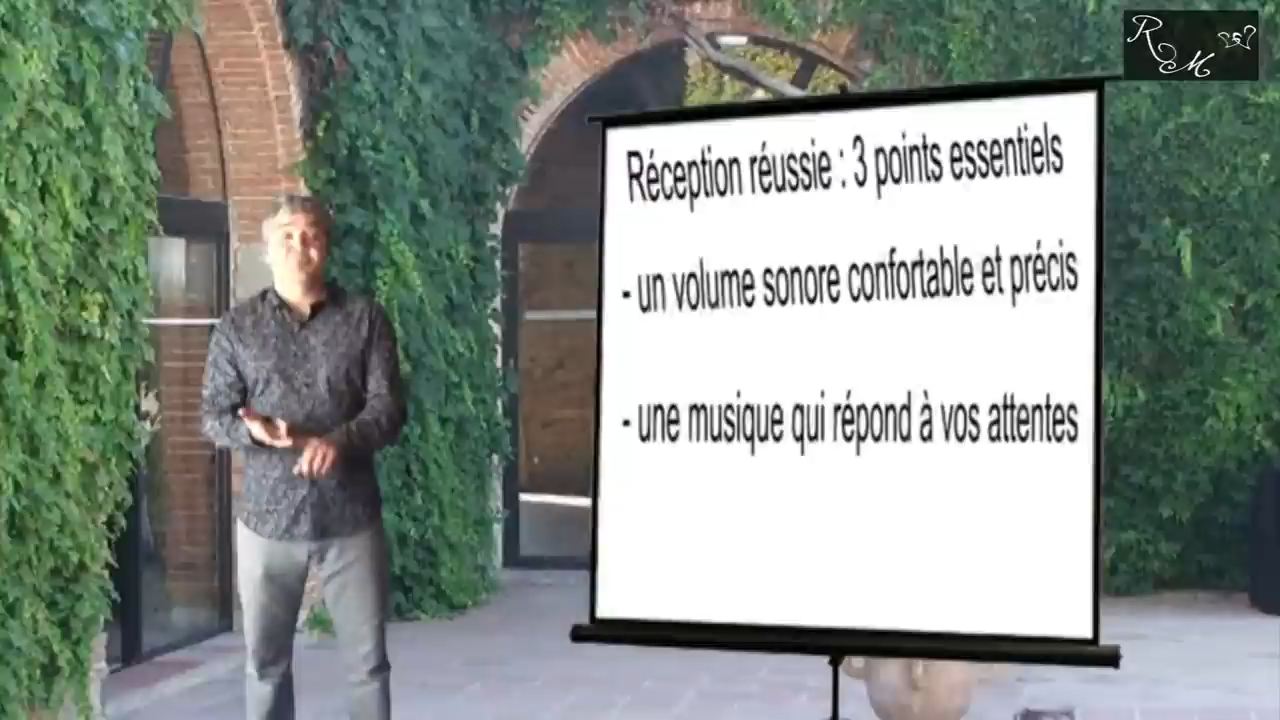 Réception réussie : 3 points essentiels
- un volume sonore confortable et précis
- une musique qui répond à vos attentes
R M